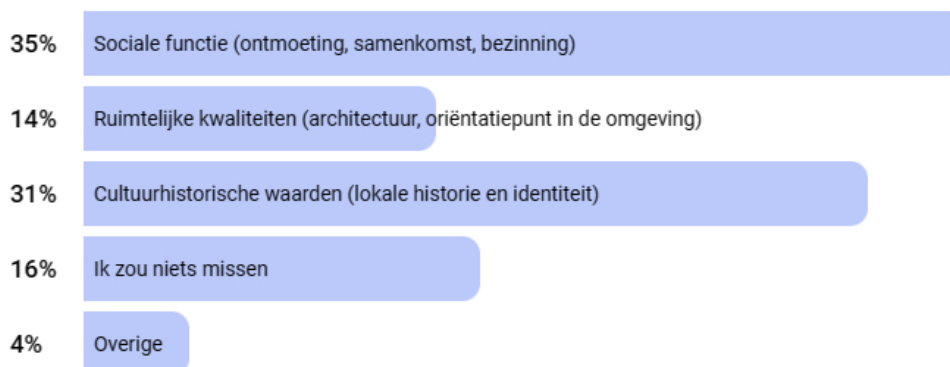 35% Sociale functie (ontmoeting, samenkomst, bezinning)
14% Ruimtelijke kwaliteiten (architectuur, oriëntatiepunt in de omgeving)
31% Cultuurhistorische waarden (lokale historie en identiteit)
16% Ik zou niets missen
4% Overige